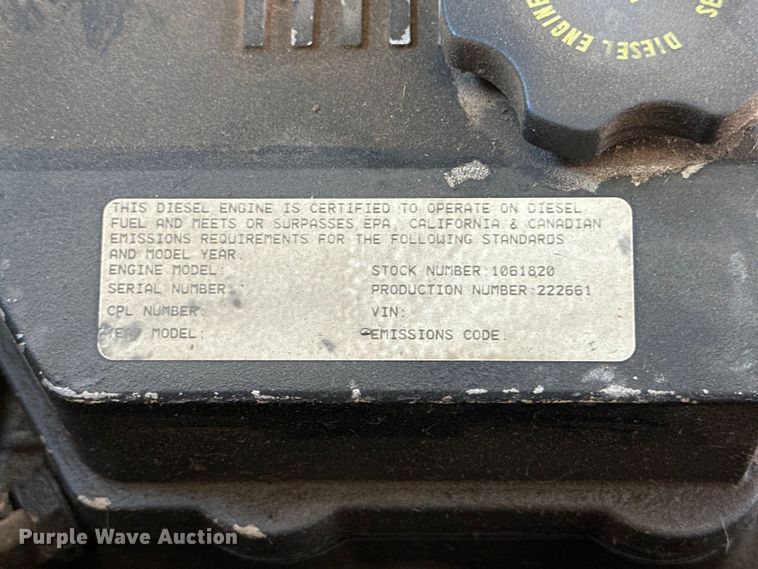 DIESEL ENGINE
SE
THIS DIESEL ENGINE IS CERTIFIED TO OPERATE ON DIESEL
FUEL AND MEETS OR SURPASSES EPA, CALIFORNIA & CANADIAN
EMISSIONS REQUIREMENTS FOR THE FOLLOWING STANDARDS
AND MODEL YEAR.
ENGINE MODEL: STOCK NUMBER:1061820
SERIAL NUMBER: PRODUCTION NUMBER:222661
CPL NUMBER: VIN:
YEAR MODEL: EMISSIONS CODE:
Purple Wave Auction